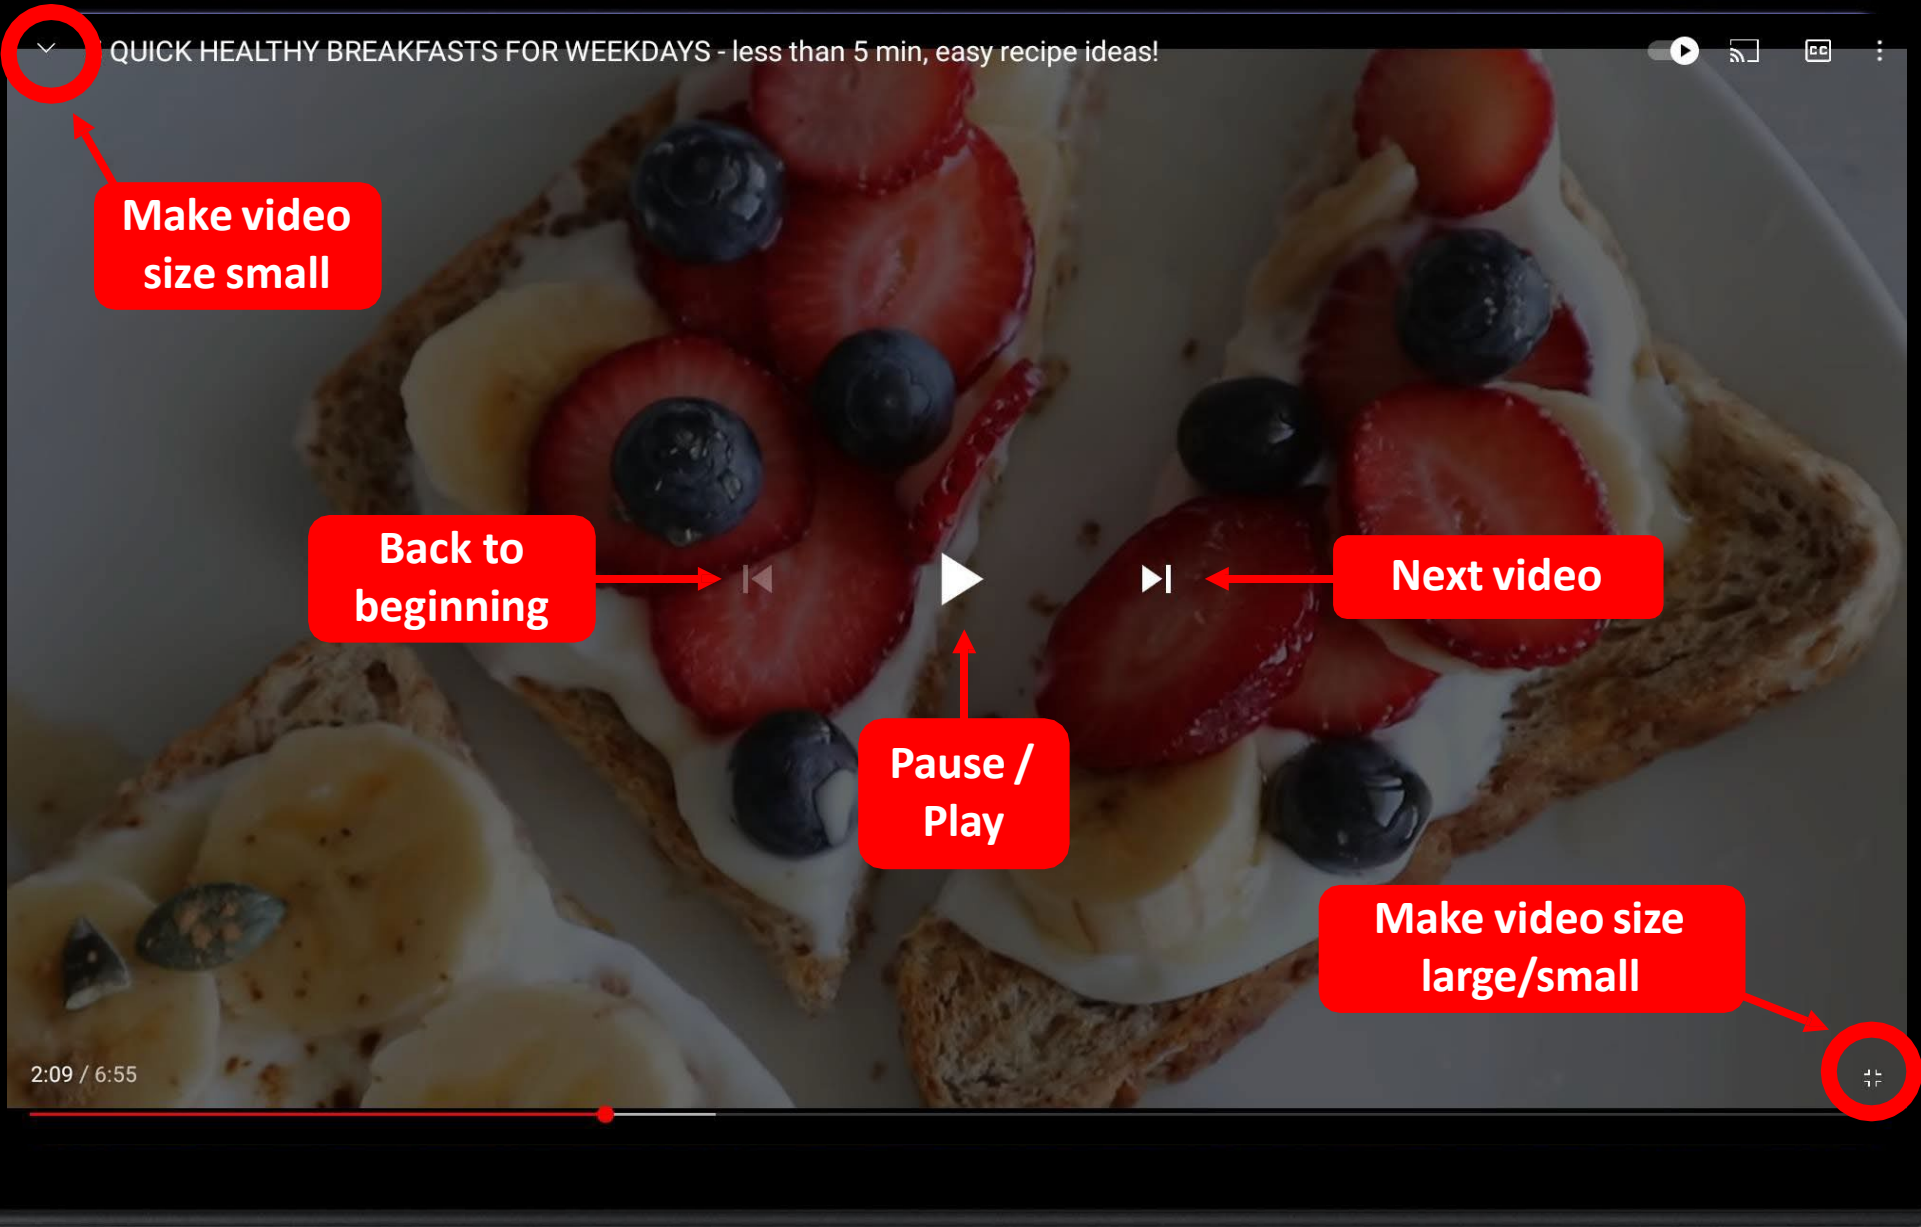 QUICK HEALTHY BREAKFASTS FOR WEEKDAYS - less than 5 min, easy recipe ideas!
CC
Make video
size small
Back to
beginning
Next video
Pause /
Play
Make video size
large/small
2:09 / 6:55